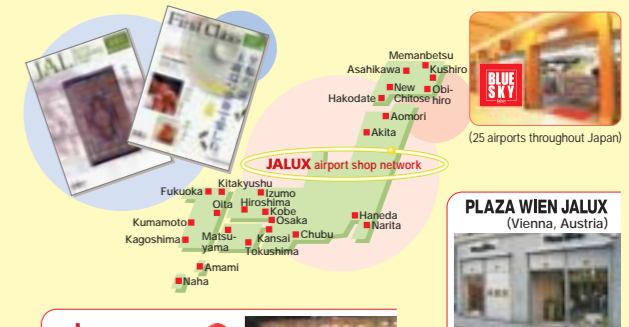 JAL
First Class
BLUE
SKY
(25 airports throughout Japan)
Memanbetsu
Asahikawa
Kushiro
New
Chitose
Obi-
hiro
Hakodate
Aomori
Akita
JALUX airport shop network
Fukuoka
Kitakyushu
Izumo
Oita
Hiroshima
Kobe
Osaka
Haneda
Narita
Kumamoto
Kagoshima
Matsu-
yama
Kansai
Chubu
Tokushima
Amami
Naha
PLAZA WIEN JALUX
(Vienna, Austria)